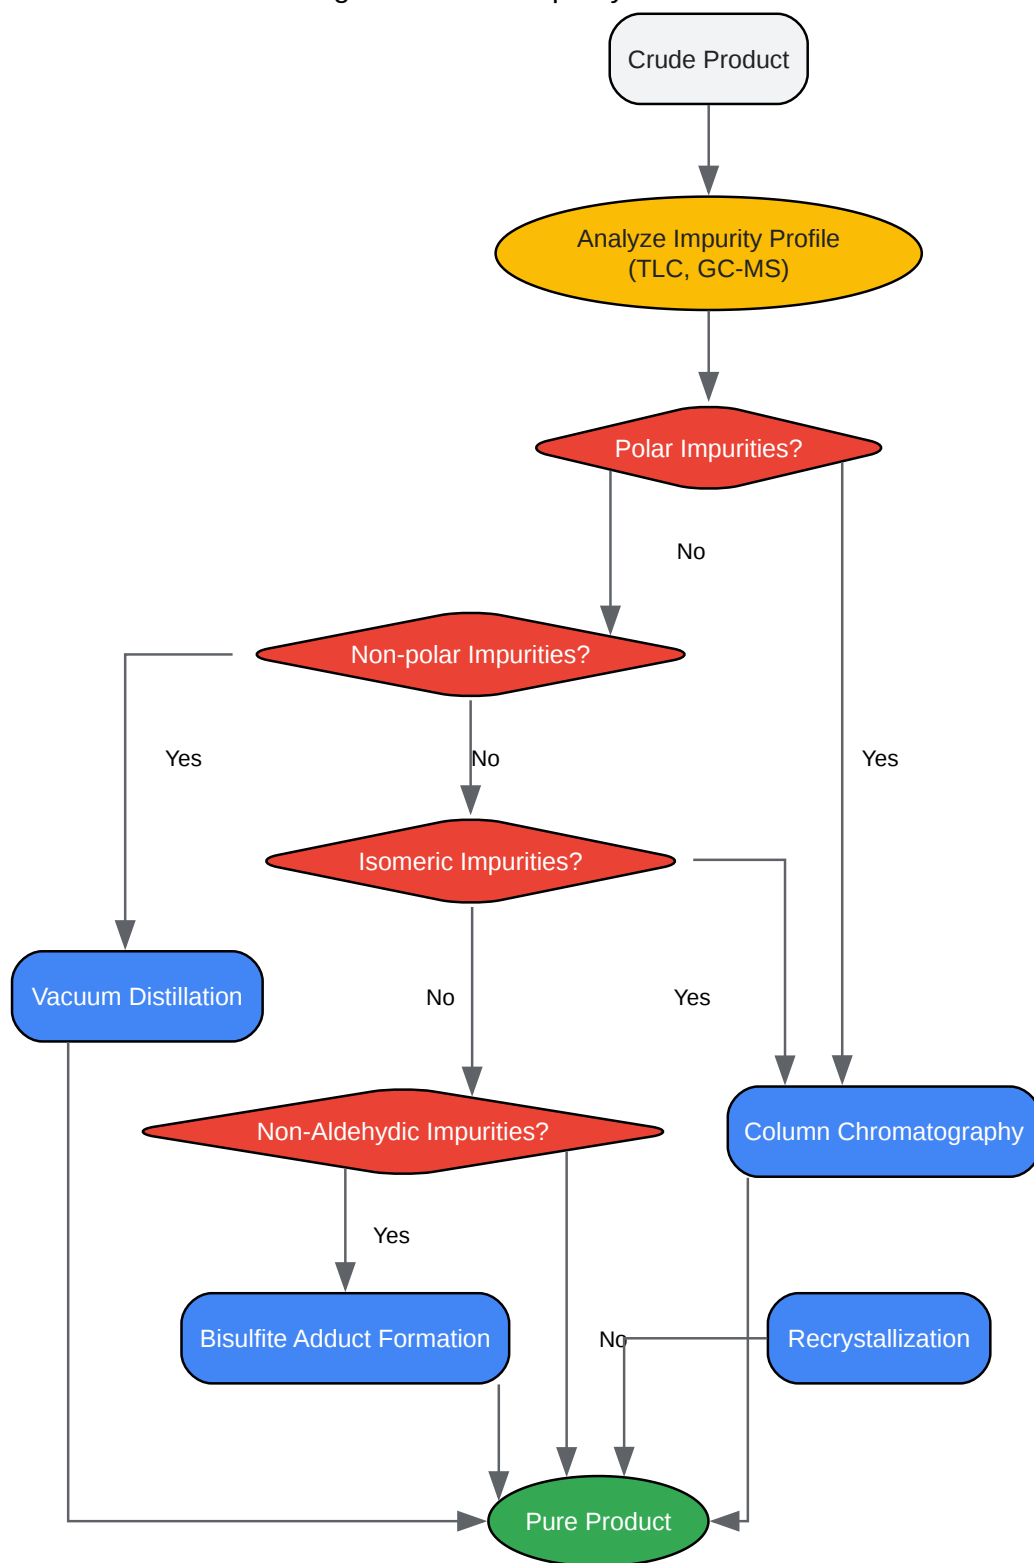 Crude Product
Analyze Impurity Profile
(TLC, GC-MS)
Polar Impurities?
No
Non-polar Impurities?
Yes
No
Yes
Isomeric Impurities?
Vacuum Distillation
No
Yes
Non-Aldehydic Impurities?
Column Chromatography
Yes
Bisulfite Adduct Formation
No
Recrystallization
Pure Product